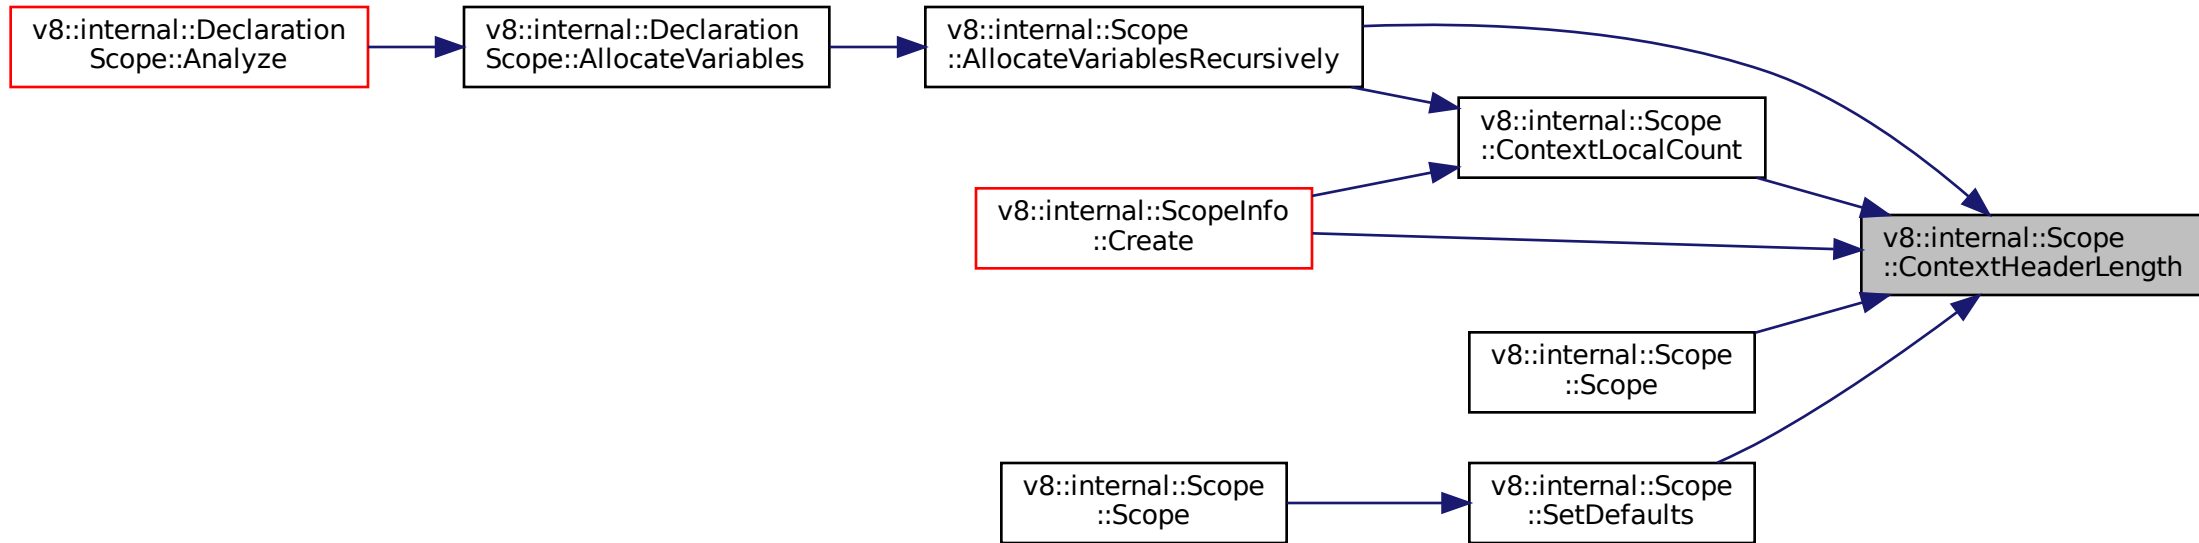 v8::internal::Declaration
Scope::Analyze
v8::internal::Declaration
Scope::AllocateVariables
v8::internal::Scope
::AllocateVariablesRecursively
v8::internal::Scope
::ContextLocalCount
v8::internal::ScopeInfo
::Create
v8::internal::Scope
::ContextHeaderLength
v8::internal::Scope
::Scope
v8::internal::Scope
::Scope
v8::internal::Scope
::SetDefaults